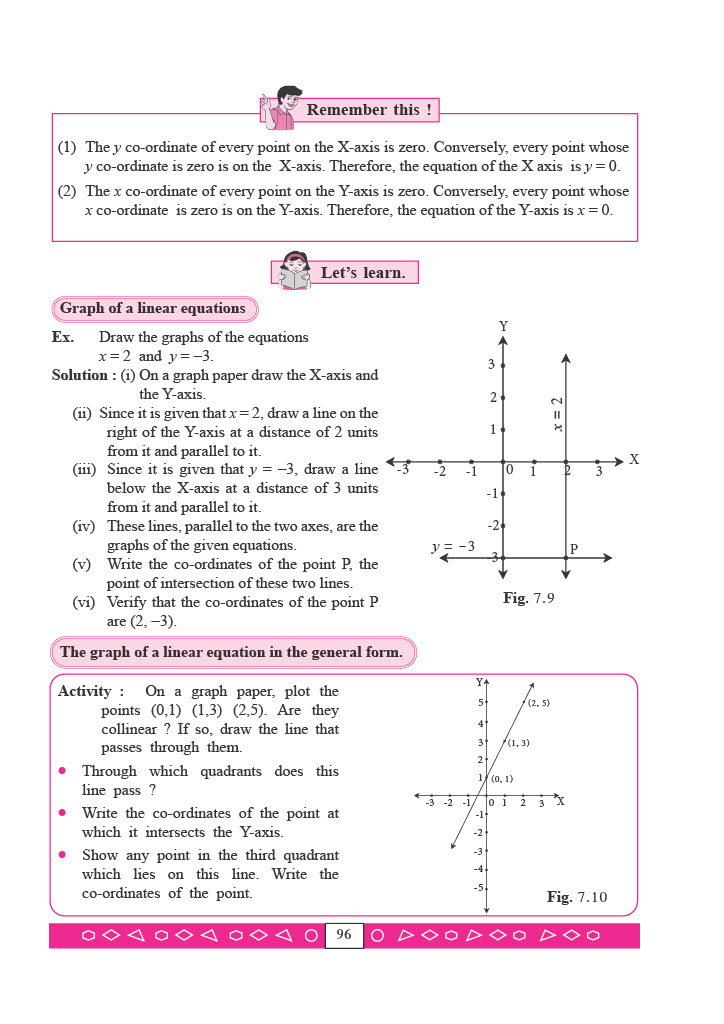 Remember this !
(1) The y co-ordinate of every point on the X-axis is zero. Conversely, every point whose
y co-ordinate is zero is on the X-axis. Therefore, the equation of the X axis is y = 0.
(2) The x co-ordinate of every point on the Y-axis is zero. Conversely, every point whose
x co-ordinate is zero is on the Y-axis. Therefore, the equation of the Y-axis is x = 0.
Let's learn.
Graph of a linear equations
Ex. Draw the graphs of the equations
x = 2 and y = −3.
Solution : (i) On a graph paper draw the X-axis and
the Y-axis.
(ii) Since it is given that x = 2, draw a line on the
right of the Y-axis at a distance of 2 units
from it and parallel to it.
(iii) Since it is given that y = −3, draw a line
below the X-axis at a distance of 3 units
from it and parallel to it.
(iv) These lines, parallel to the two axes, are the
graphs of the given equations.
(v) Write the co-ordinates of the point P, the
point of intersection of these two lines.
(vi) Verify that the co-ordinates of the point P
are (2, −3).
Y
3
2
1
x = 2
X
-3 -2 -1 0 1 2 3
-1
-2
y = −3
-3
P
Fig. 7.9
The graph of a linear equation in the general form.
Activity : On a graph paper, plot the
points (0,1) (1,3) (2,5). Are they
collinear ? If so, draw the line that
passes through them.
• Through which quadrants does this
line pass ?
• Write the co-ordinates of the point at
which it intersects the Y-axis.
• Show any point in the third quadrant
which lies on this line. Write the
co-ordinates of the point.
Y
5 (2, 5)
4
3 (1, 3)
2
1 (0, 1)
-3 -2 -1 0 1 2 3 X
-1
-2
-3
-4
-5
Fig. 7.10
96